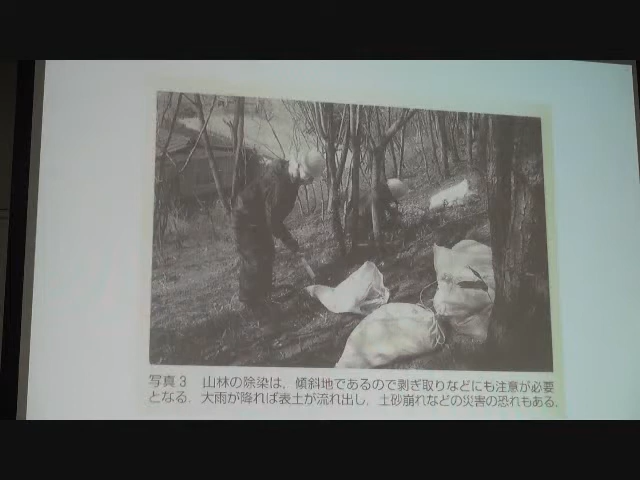 写真3　山林の除染は，傾斜地であるので剥ぎ取りなどにも注意が必要
となる．大雨が降れば表土が流れ出し，土砂崩れなどの災害の恐れもある．